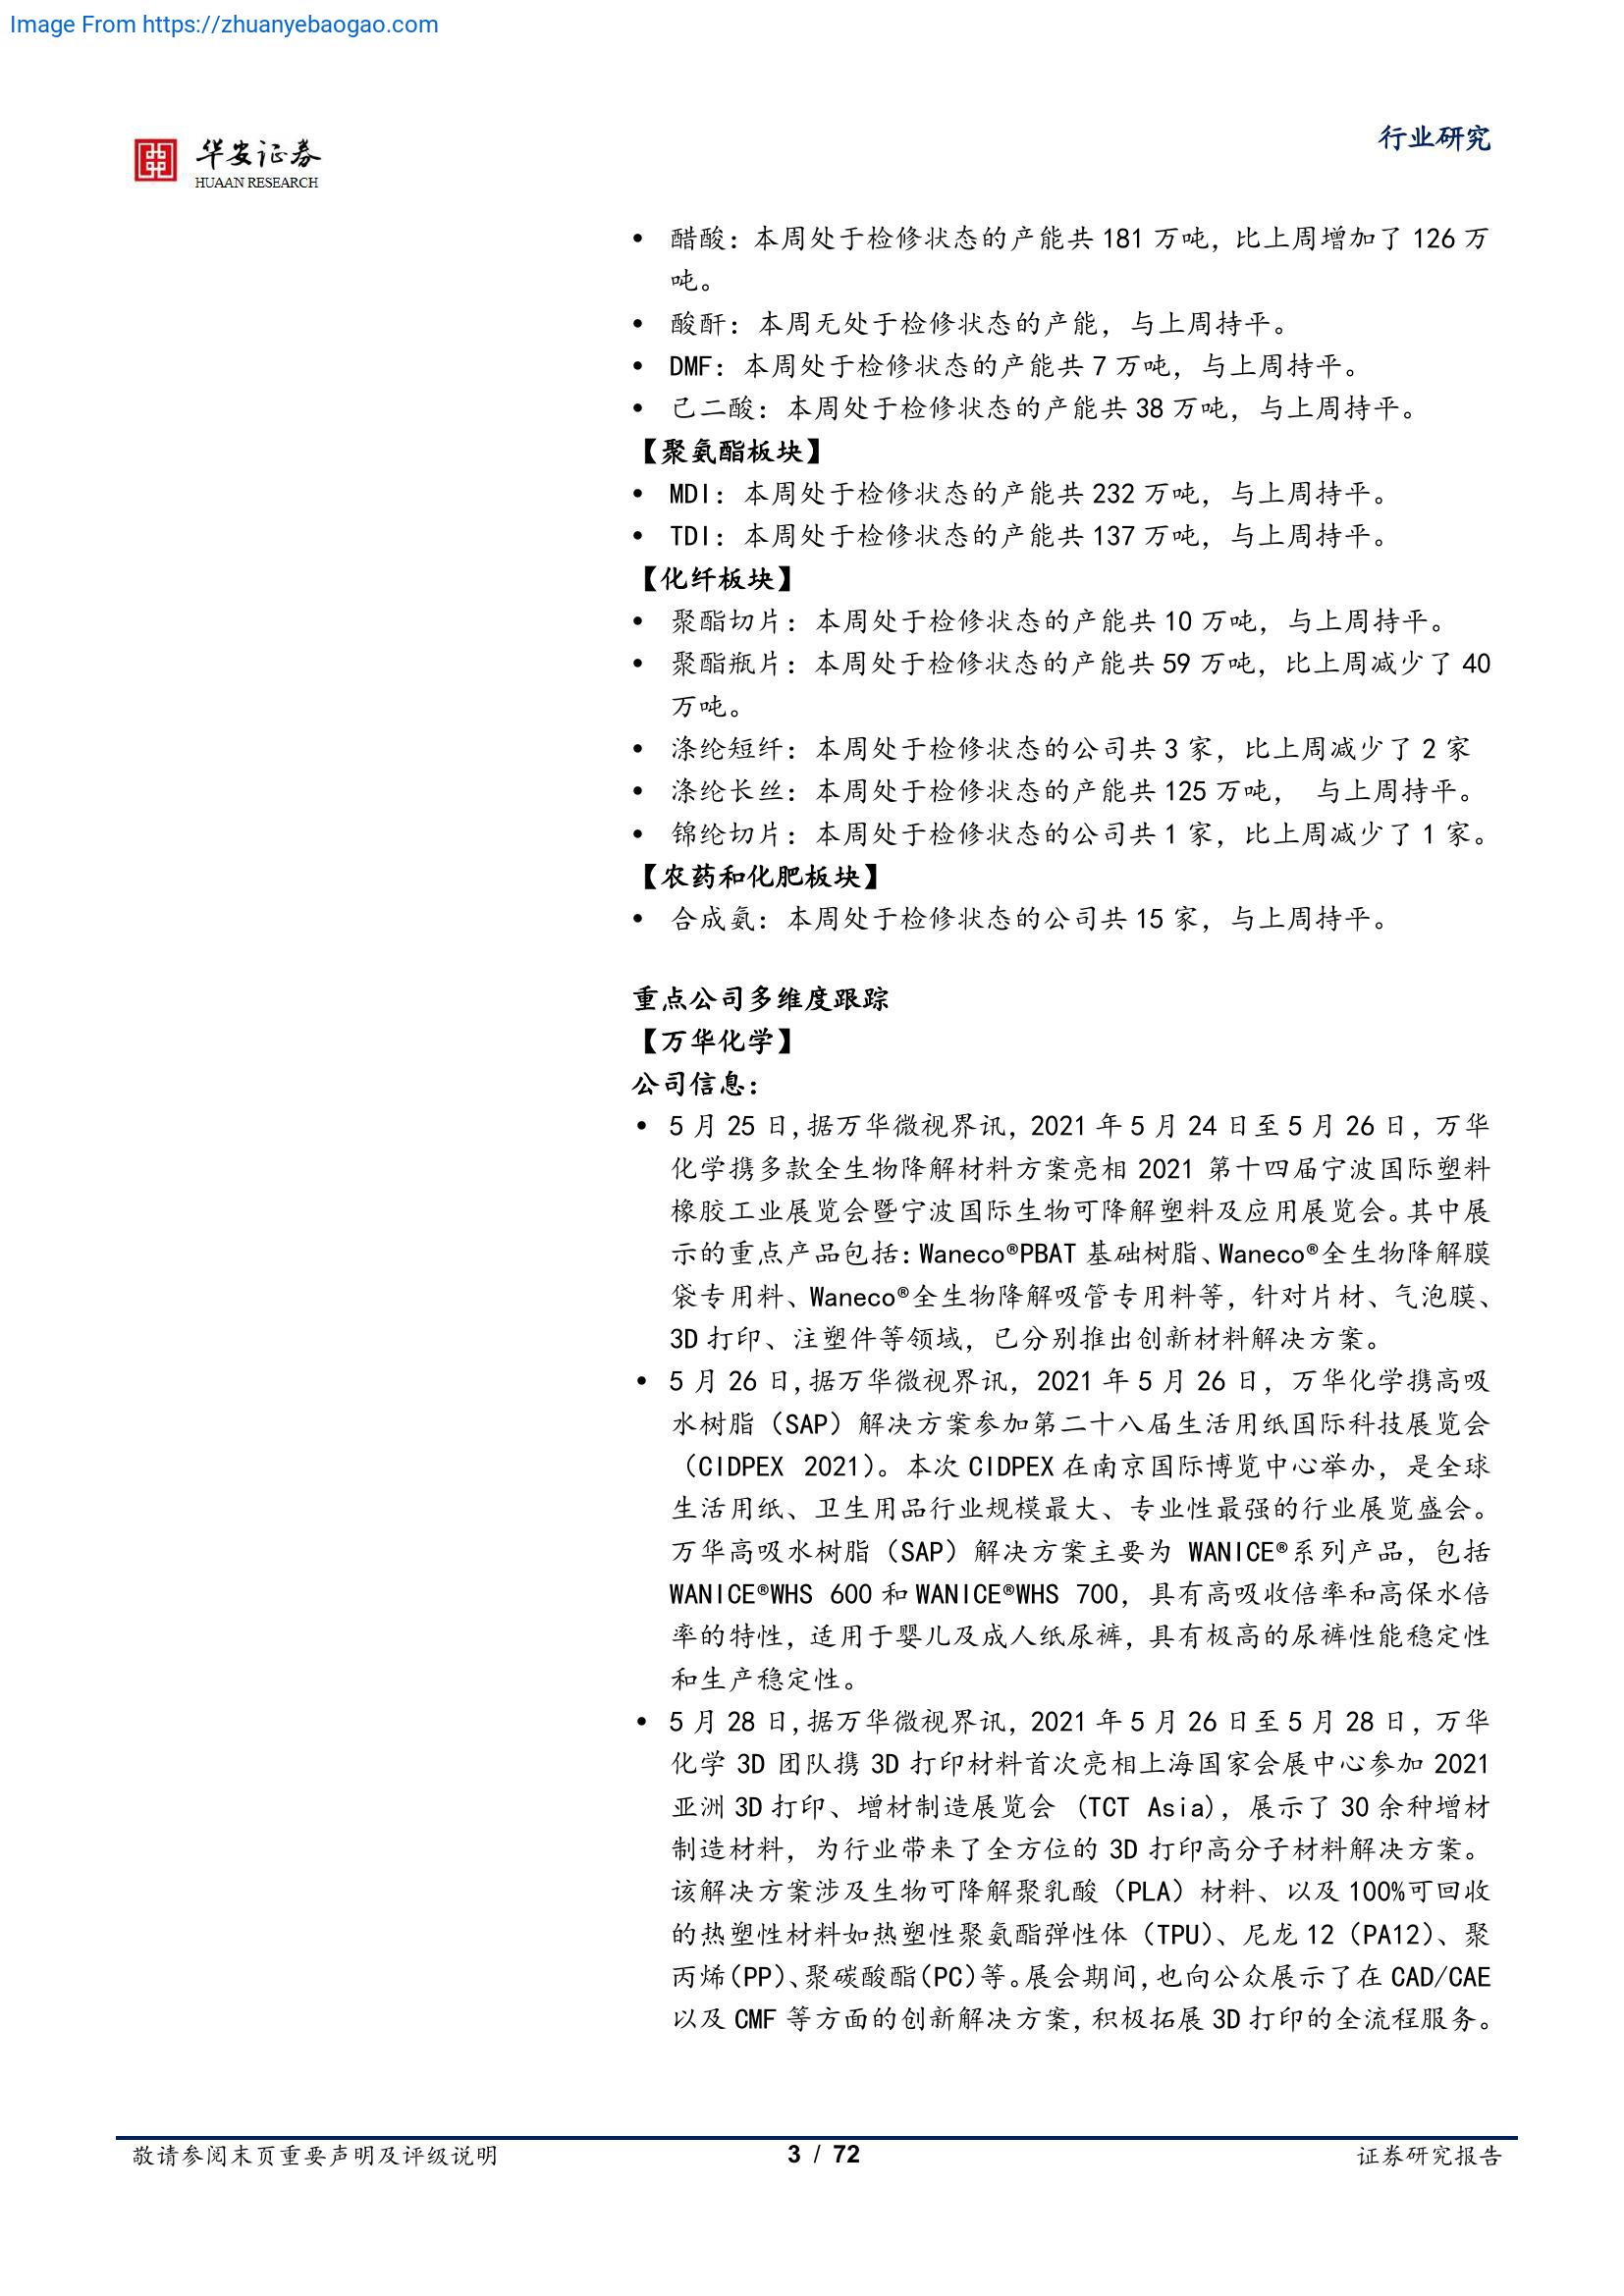 Image From https://zhuanyebaogao.com
华安证券
HUAAN RESEARCH
行业研究
• 醋酸：本周处于检修状态的产能共 181 万吨，比上周增加了 126 万
吨。
• 酸酐：本周无处于检修状态的产能，与上周持平。
• DMF：本周处于检修状态的产能共 7 万吨，与上周持平。
• 己二酸：本周处于检修状态的产能共 38 万吨，与上周持平。
【聚氨酯板块】
• MDI：本周处于检修状态的产能共 232 万吨，与上周持平。
• TDI：本周处于检修状态的产能共 137 万吨，与上周持平。
【化纤板块】
• 聚酯切片：本周处于检修状态的产能共 10 万吨，与上周持平。
• 聚酯瓶片：本周处于检修状态的产能共 59 万吨，比上周减少了 40
万吨。
• 涤纶短纤：本周处于检修状态的公司共 3 家，比上周减少了 2 家
• 涤纶长丝：本周处于检修状态的产能共 125 万吨， 与上周持平。
• 锦纶切片：本周处于检修状态的公司共 1 家，比上周减少了 1 家。
【农药和化肥板块】
• 合成氨：本周处于检修状态的公司共 15 家，与上周持平。
重点公司多维度跟踪
【万华化学】
公司信息：
• 5 月 25 日,据万华微视界讯，2021 年 5 月 24 日至 5 月 26 日，万华
化学携多款全生物降解材料方案亮相 2021 第十四届宁波国际塑料
橡胶工业展览会暨宁波国际生物可降解塑料及应用展览会。其中展
示的重点产品包括：Waneco®PBAT 基础树脂、Waneco®全生物降解膜
袋专用料、Waneco®全生物降解吸管专用料等，针对片材、气泡膜、
3D 打印、注塑件等领域，已分别推出创新材料解决方案。
• 5 月 26 日,据万华微视界讯，2021 年 5 月 26 日，万华化学携高吸
水树脂（SAP）解决方案参加第二十八届生活用纸国际科技展览会
（CIDPEX 2021）。本次 CIDPEX 在南京国际博览中心举办，是全球
生活用纸、卫生用品行业规模最大、专业性最强的行业展览盛会。
万华高吸水树脂（SAP）解决方案主要为 WANICE®系列产品，包括
WANICE®WHS 600 和 WANICE®WHS 700，具有高吸收倍率和高保水倍
率的特性，适用于婴儿及成人纸尿裤，具有极高的尿裤性能稳定性
和生产稳定性。
• 5 月 28 日,据万华微视界讯，2021 年 5 月 26 日至 5 月 28 日，万华
化学 3D 团队携 3D 打印材料首次亮相上海国家会展中心参加 2021
亚洲 3D 打印、增材制造展览会 (TCT Asia)，展示了 30 余种增材
制造材料，为行业带来了全方位的 3D 打印高分子材料解决方案。
该解决方案涉及生物可降解聚乳酸（PLA）材料、以及 100%可回收
的热塑性材料如热塑性聚氨酯弹性体（TPU）、尼龙 12（PA12）、聚
丙烯（PP）、聚碳酸酯（PC）等。展会期间,也向公众展示了在 CAD/CAE
以及 CMF 等方面的创新解决方案,积极拓展 3D 打印的全流程服务。
敬请参阅末页重要声明及评级说明
3 / 72
证券研究报告